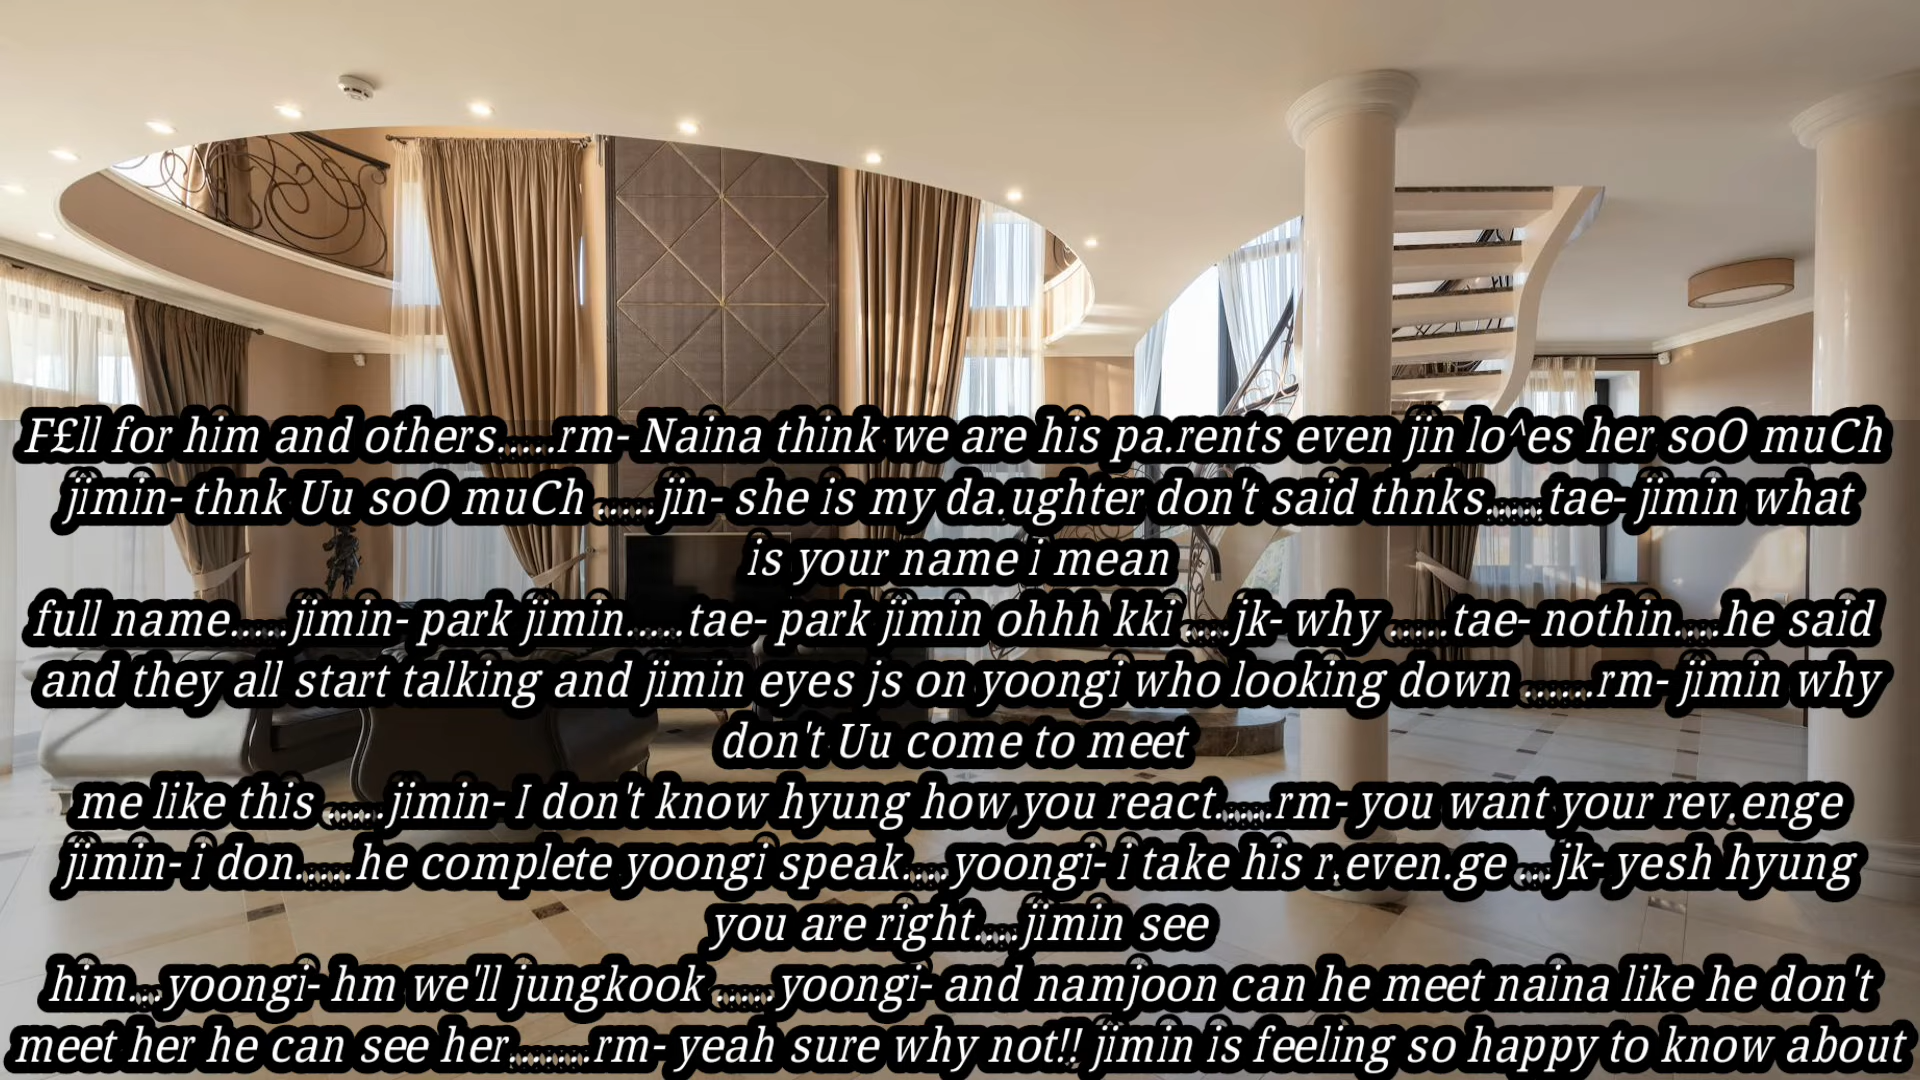 F£ll for him and others......rm- Naina think we are his pa.rents even jin lo^es her soO muCh
jimin- thnk Uu soO muCh ......jin- she is my da.ughter don't said thnks......tae- jimin what
is your name i mean
full name......jimin- park jimin......tae- park jimin ohhh kki .....jk- why ......tae- nothin.....he said
and they all start talking and jimin eyes js on yoongi who looking down .......rm- jimin why
don't Uu come to meet
me like this ......jimin- I don't know hyung how you react......rm- you want your rev.enge
jimin- i don......he complete yoongi speak.....yoongi- i take his r.even.ge ....jk- yesh hyung
you are right.....jimin see
him....yoongi- hm we'll jungkook ......yoongi- and namjoon can he meet naina like he don't
meet her he can see her........rm- yeah sure why not!! jimin is feeling so happy to know about